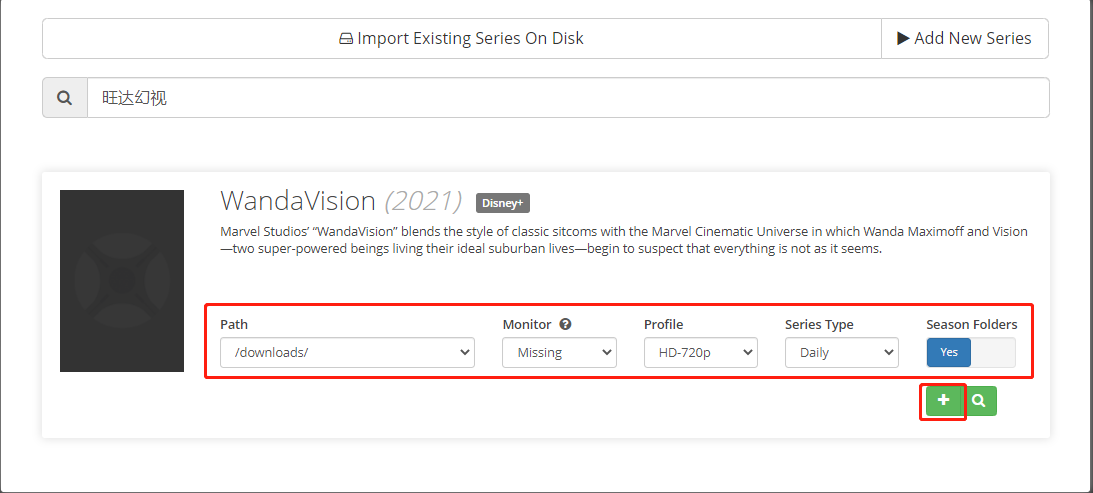 Import Existing Series On Disk
Add New Series
旺达幻视
WandaVision (2021) Disney+
Marvel Studios’ “WandaVision” blends the style of classic sitcoms with the Marvel Cinematic Universe in which Wanda Maximoff and Vision
—two super-powered beings living their ideal suburban lives—begin to suspect that everything is not as it seems.
Path Monitor ? Profile Series Type Season Folders
/downloads/ Missing HD-720p Daily Yes